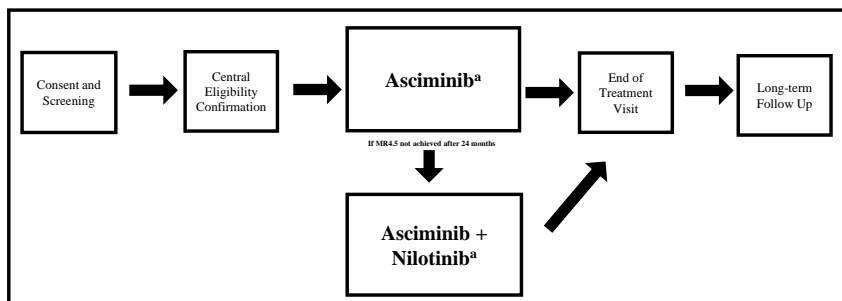 Consent and
Screening
Central
Eligibility
Confirmation
Asciminibᵃ
End of
Treatment
Visit
Long-term
Follow Up
If MR4.5 not achieved after 24 months
Asciminib +
Nilotinibᵃ